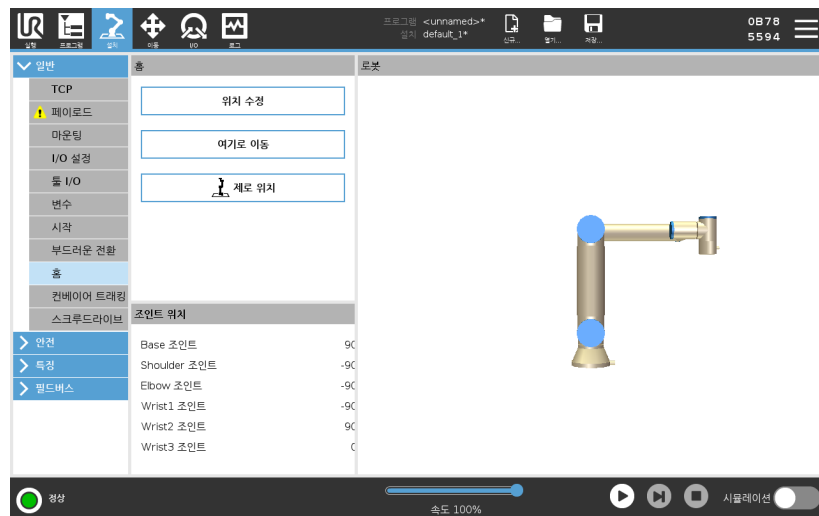 UR
실행
프로그램
설치
이동
I/O
로그
프로그램 <unnamed>*
설치 default_1*
신규...
열기...
저장...
0B78
5594
일반
TCP
페이로드
마운팅
I/O 설정
툴 I/O
변수
시작
부드러운 전환
홈
컨베이어 트래킹
스크루드라이브
안전
특징
필드버스
홈
위치 수정
여기로 이동
제로 위치
조인트 위치
Base 조인트 90
Shoulder 조인트 -90
Elbow 조인트 -90
Wrist1 조인트 -90
Wrist2 조인트 90
Wrist3 조인트 0
로봇
정상
속도 100%
시뮬레이션